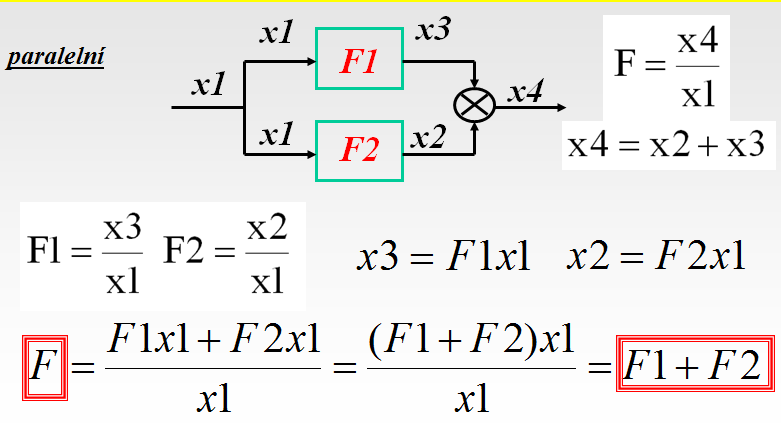 paralelní
x1 x3
F1
x1 x4
x1 x2
F2
F = x4/x1
x4 = x2 + x3
F1 = x3/x1 F2 = x2/x1 x3 = F1x1 x2 = F2x1
F = (F1x1 + F2x1)/x1 = (F1 + F2)x1/x1 = F1 + F2